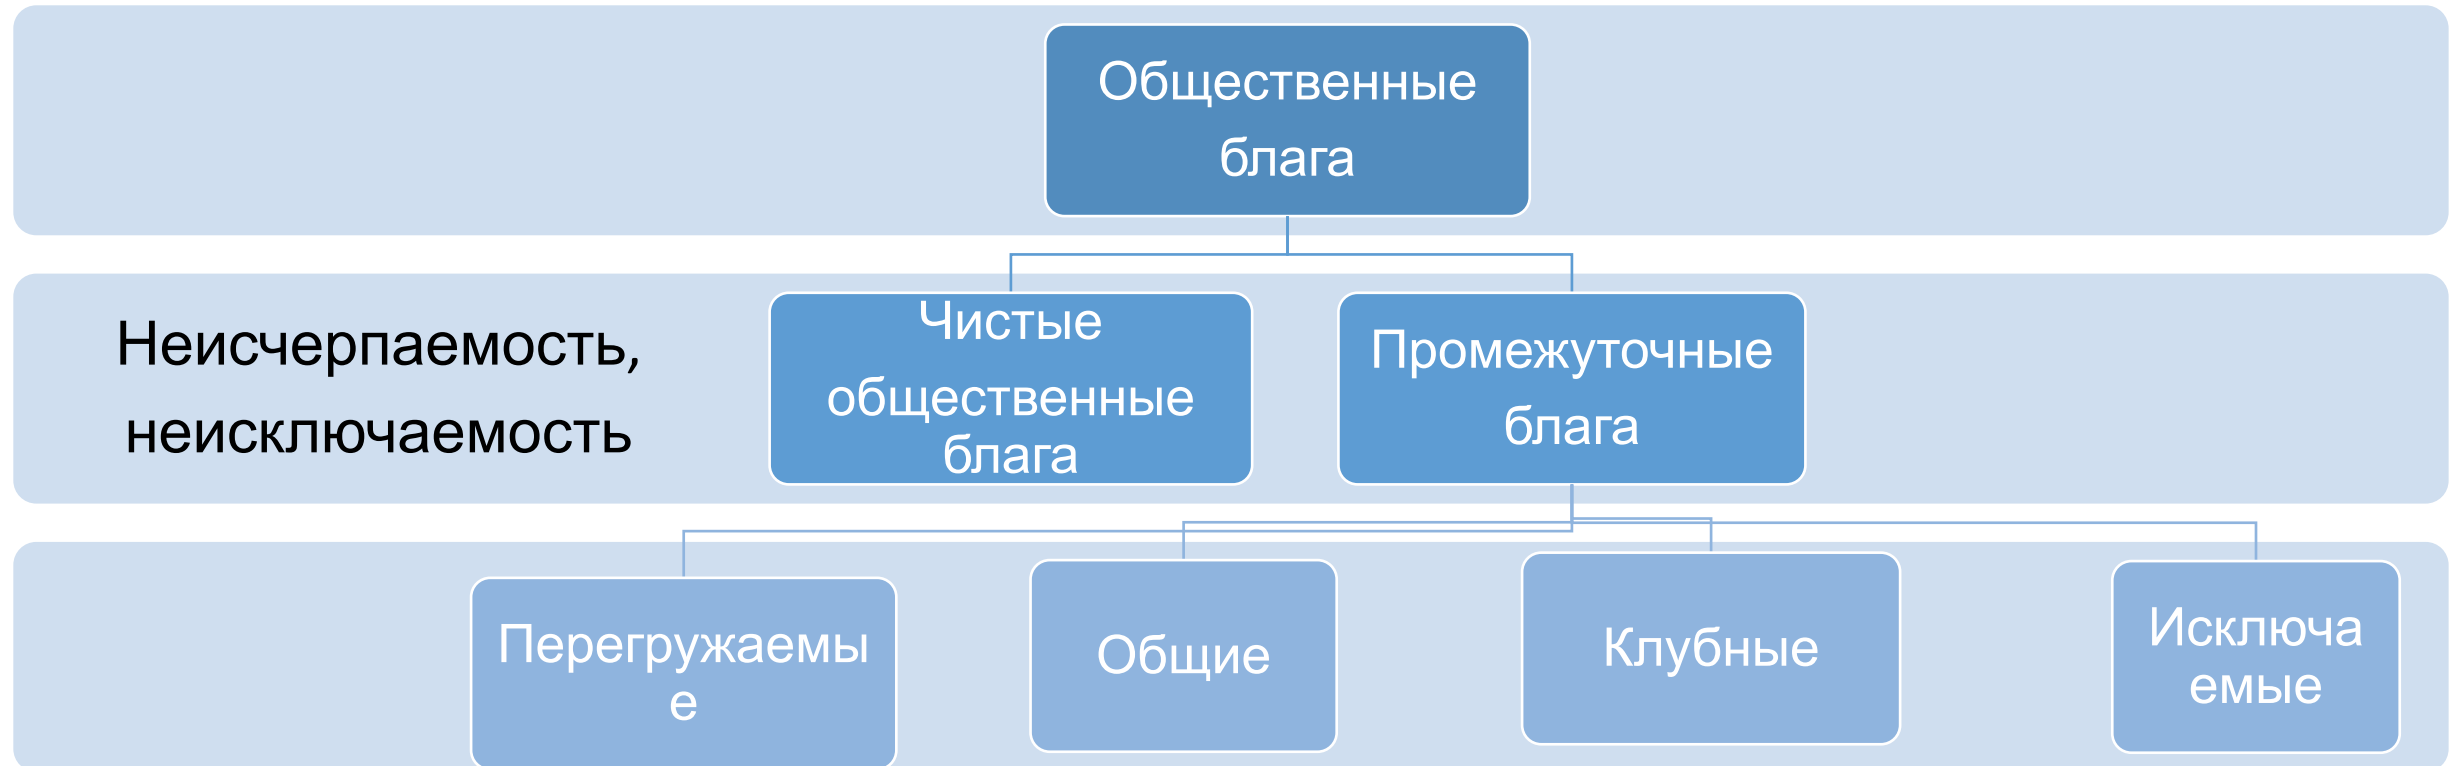 Общественные
блага
Неисчерпаемость,
неисключаемость
Чистые
общественные
блага
Промежуточные
блага
Перегружаемы
е
Общие
Клубные
Исключа
емые